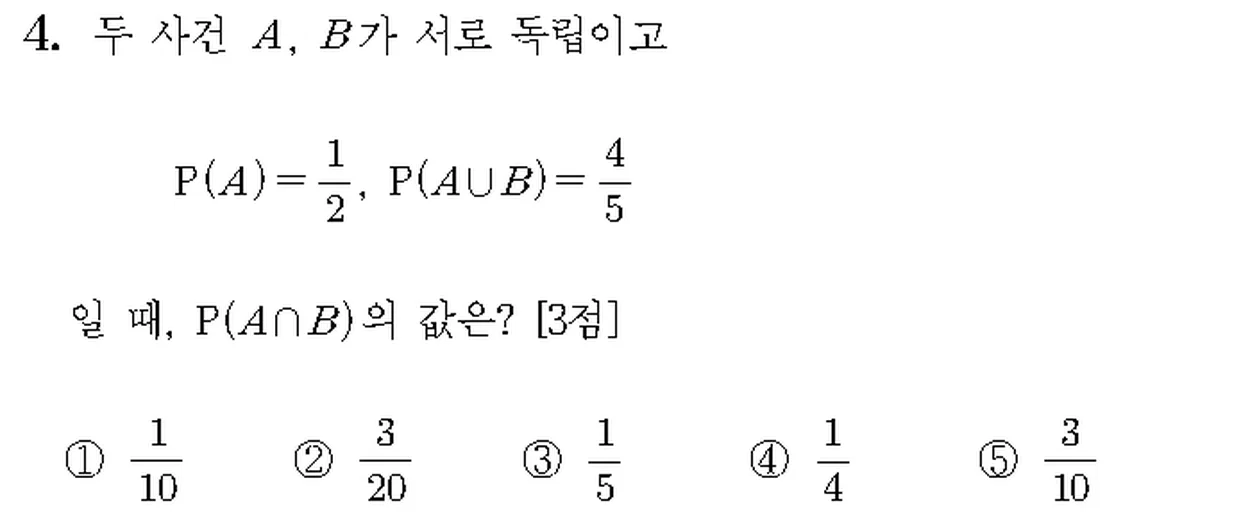 4. 두 사건 A, B가 서로 독립이고
P(A)=1/2, P(A∪B)=4/5
일 때, P(A∩B)의 값은? [3점]
① 1/10 ② 3/20 ③ 1/5 ④ 1/4 ⑤ 3/10